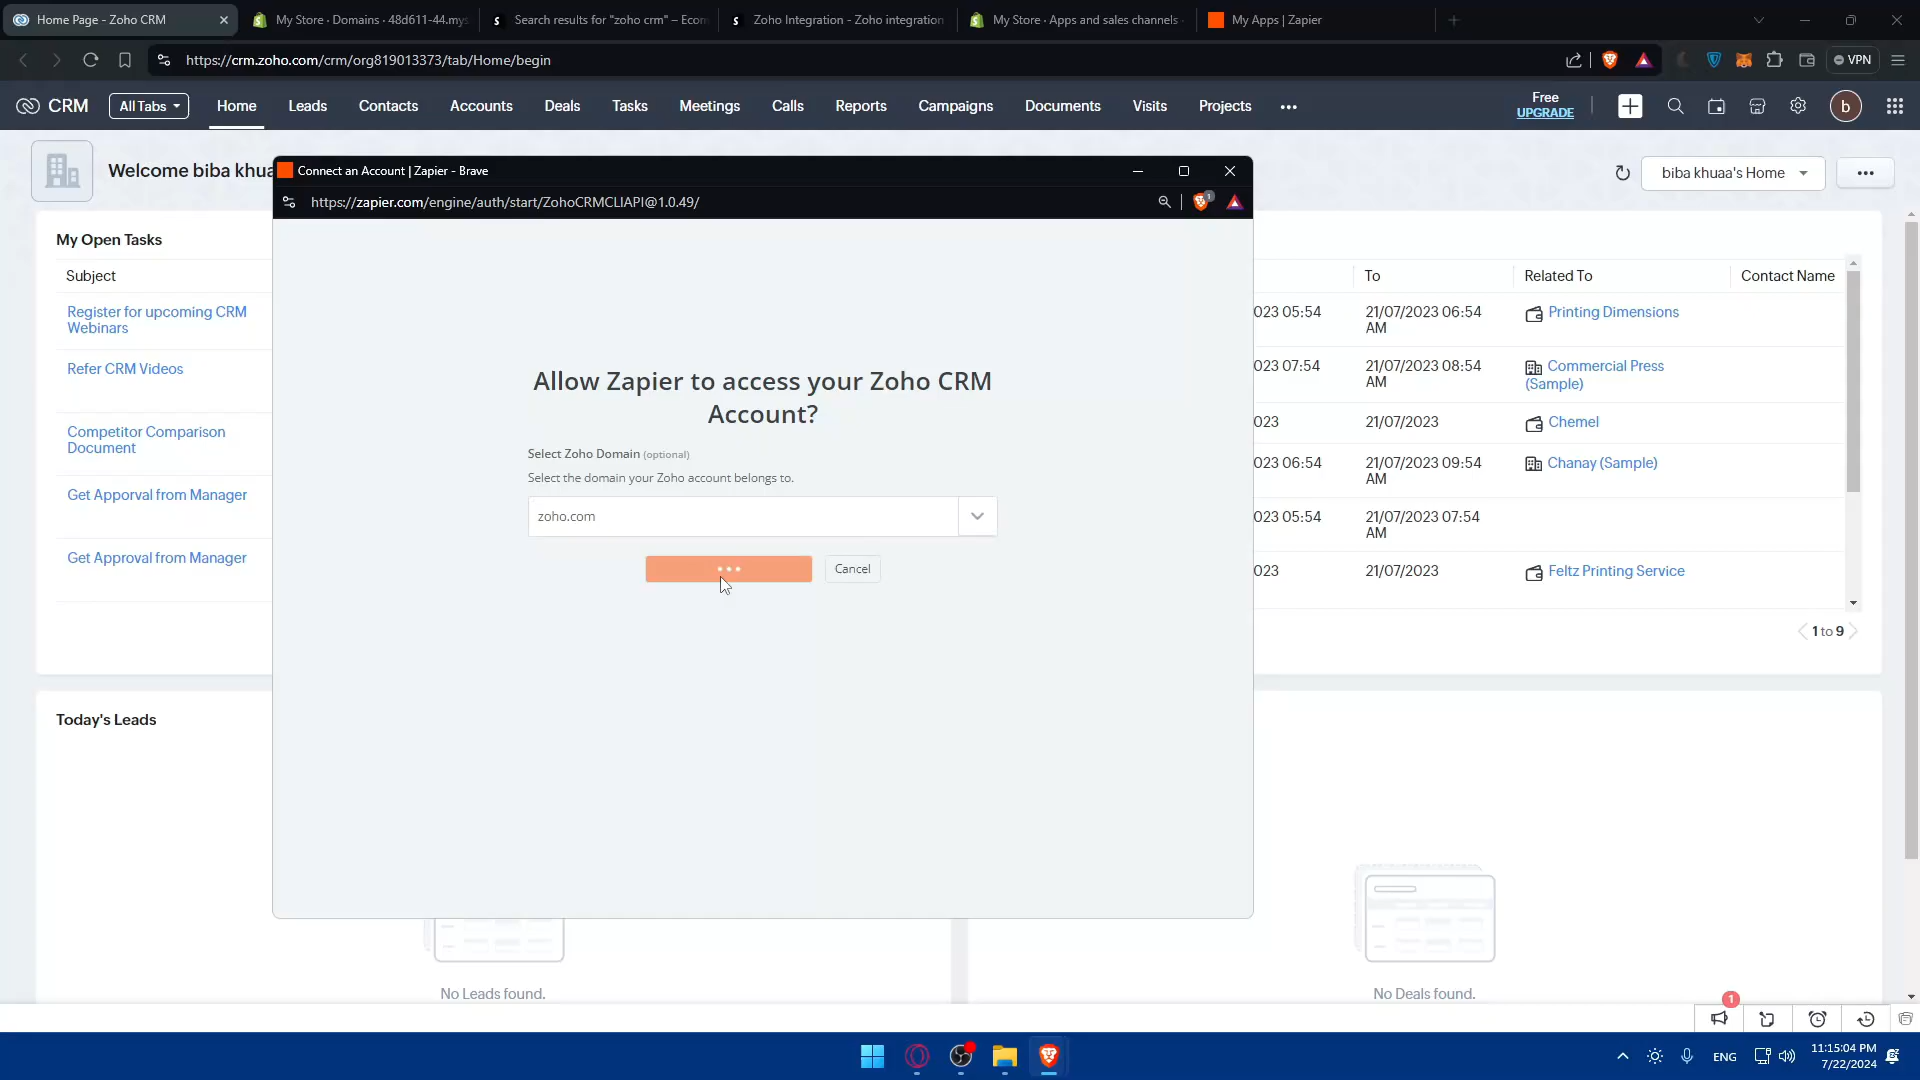 Home Page - Zoho CRM
My Store · Domains · 48d611-44.mys
Search results for "zoho crm" – Ecom
Zoho Integration - Zoho integration
My Store · Apps and sales channels ·
My Apps | Zapier
https://crm.zoho.com/crm/org819013373/tab/Home/begin
VPN
CRM
All Tabs
Home
Leads
Contacts
Accounts
Deals
Tasks
Meetings
Calls
Reports
Campaigns
Documents
Visits
Projects
Free
UPGRADE
b
Welcome biba khuaa
biba khuaa's Home
Connect an Account | Zapier - Brave
https://zapier.com/engine/auth/start/ZohoCRMCLIAPI@1.0.49/
1
Allow Zapier to access your Zoho CRM
Account?
Select Zoho Domain (optional)
Select the domain your Zoho account belongs to.
zoho.com
Cancel
My Open Tasks
Subject
Register for upcoming CRM
Webinars
Refer CRM Videos
Competitor Comparison
Document
Get Apporval from Manager
Get Approval from Manager
To
Related To
Contact Name
023 05:54
21/07/2023 06:54
AM
Printing Dimensions
023 07:54
21/07/2023 08:54
AM
Commercial Press
(Sample)
023
21/07/2023
Chemel
023 06:54
21/07/2023 09:54
AM
Chanay (Sample)
023 05:54
21/07/2023 07:54
AM
023
21/07/2023
Feltz Printing Service
1 to 9
Today's Leads
No Leads found.
No Deals found.
1
ENG
11:15:04 PM
7/22/2024